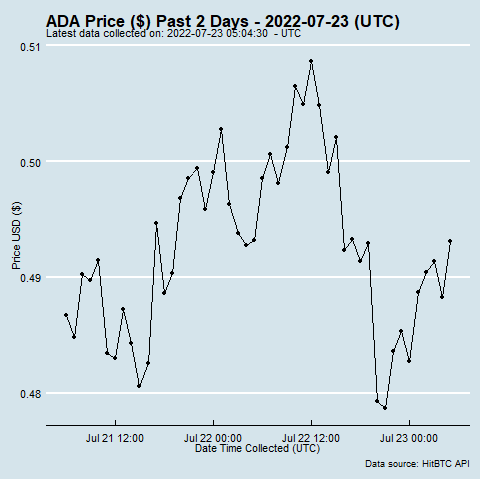 ADA Price ($) Past 2 Days - 2022-07-23 (UTC)
Latest data collected on: 2022-07-23 05:04:30  - UTC
0.51
0.50
0.49
0.48
Price USD ($)
Jul 21 12:00 Jul 22 00:00 Jul 22 12:00 Jul 23 00:00
Date Time Collected (UTC)
Data source: HitBTC API